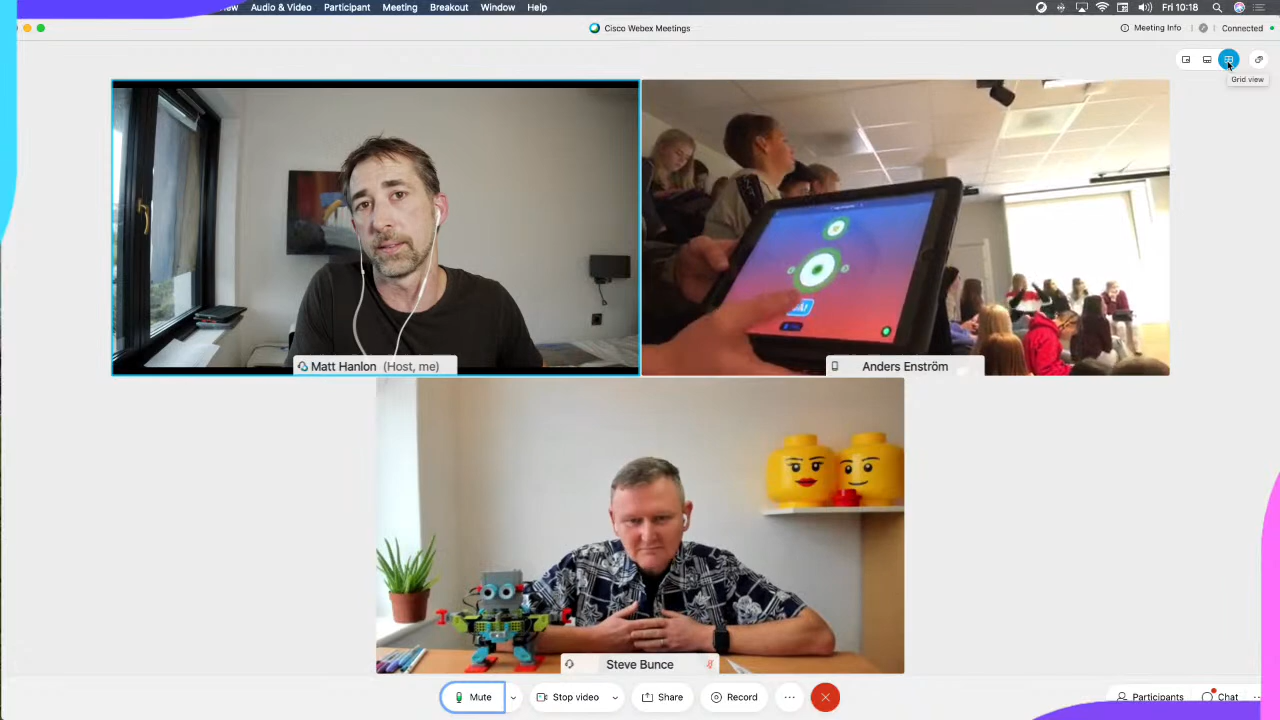 Audio & Video Participant Meeting Breakout Window Help
Fri 10:18
Cisco Webex Meetings
Meeting Info
Connected
Grid view
Matt Hanlon (Host, me)
Anders Enström
Steve Bunce
Mute
Stop video
Share
Record
Participants
Chat